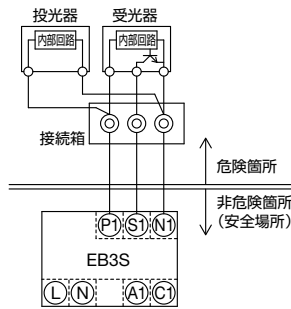 投光器 受光器
内部回路 内部回路
接続箱
危険箇所
非危険箇所
(安全場所)
P1 S1 N1
EB3S
L N A1 C1